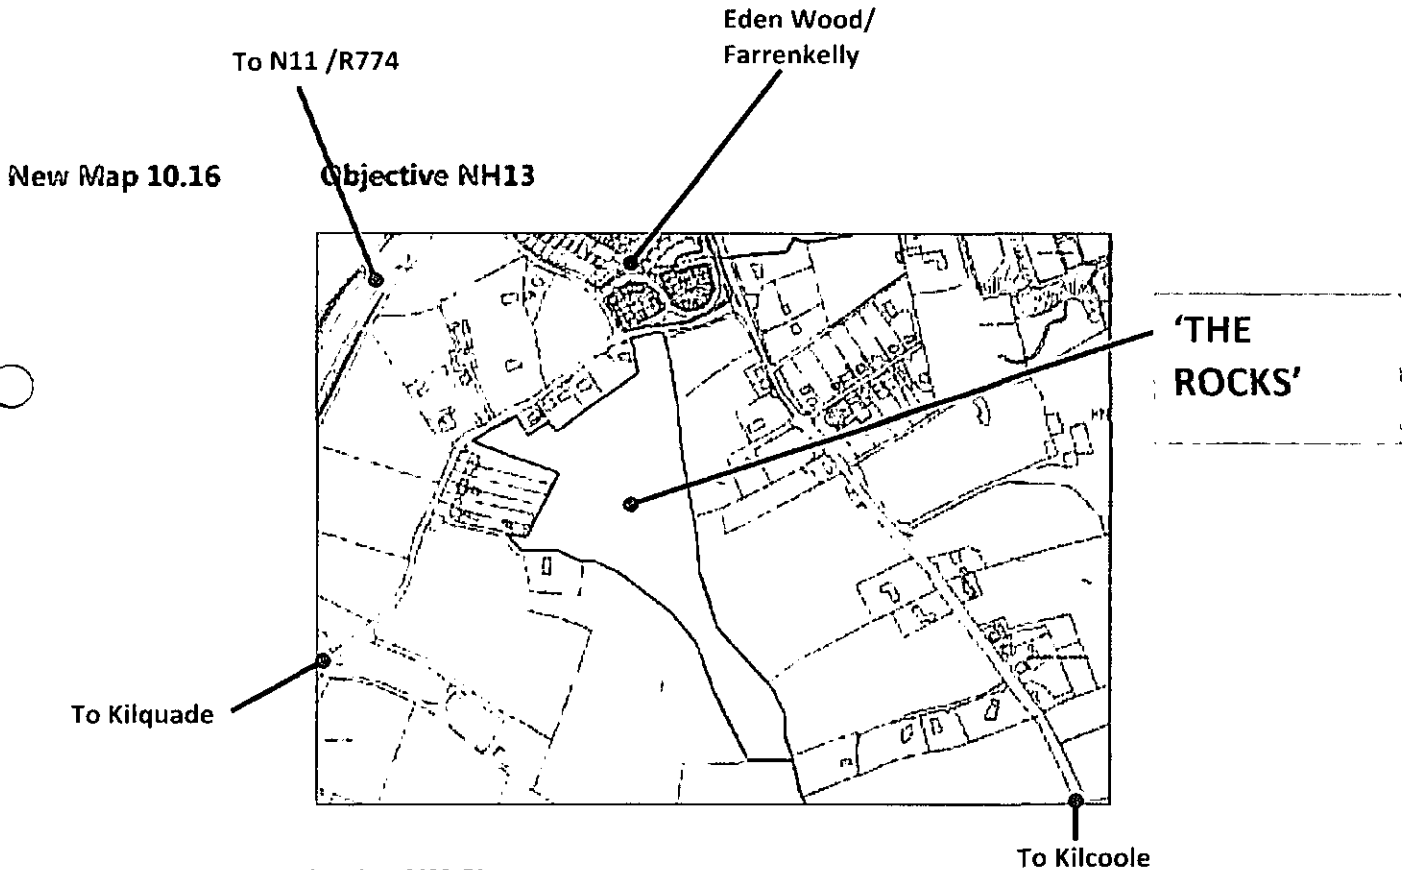 Eden Wood/
Farrenkelly
To N11 /R774
New Map 10.16 Objective NH13
'THE
ROCKS'
To Kilquade
To Kilcoole